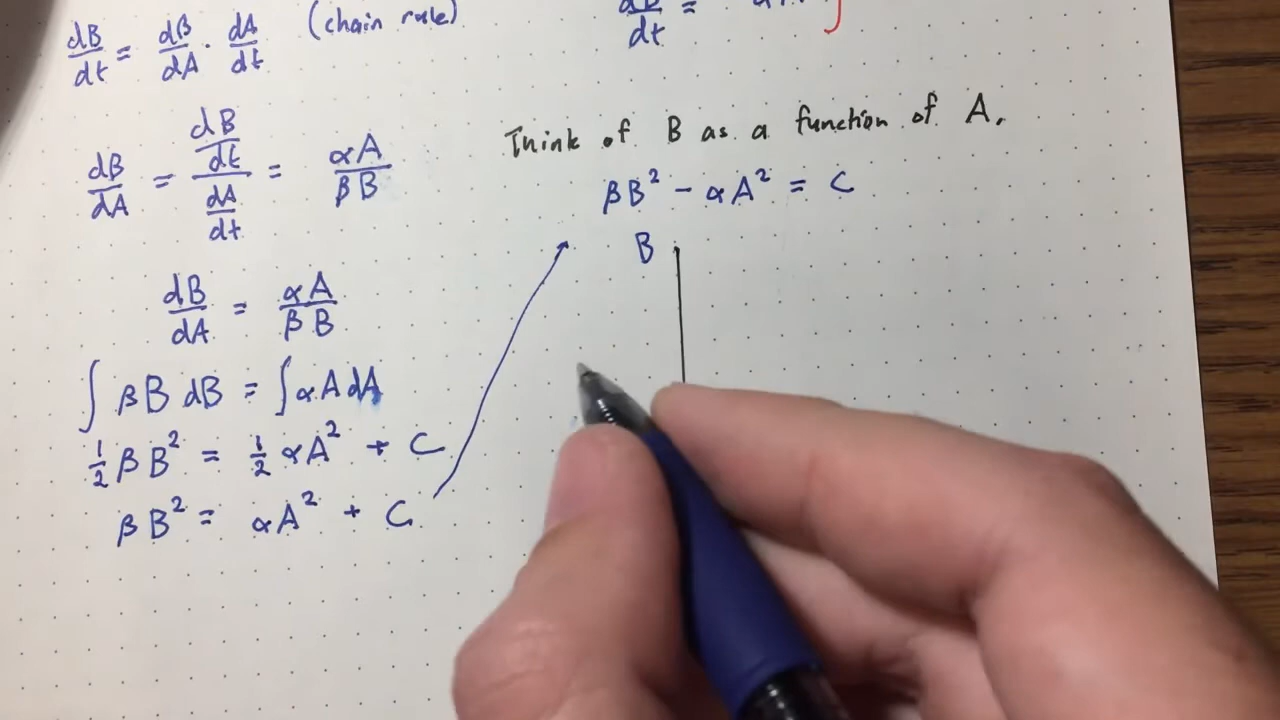 dB/dt = dB/dA · dA/dt (chain rule)
dB/dt =
dB/dA = (dB/dt)/(dA/dt) = αA/βB
dB/dA = αA/βB
∫ βB dB = ∫ αA dA
1/2 βB² = 1/2 αA² + C
βB² = αA² + C
Think of B as a function of A.
βB² - αA² = C
B